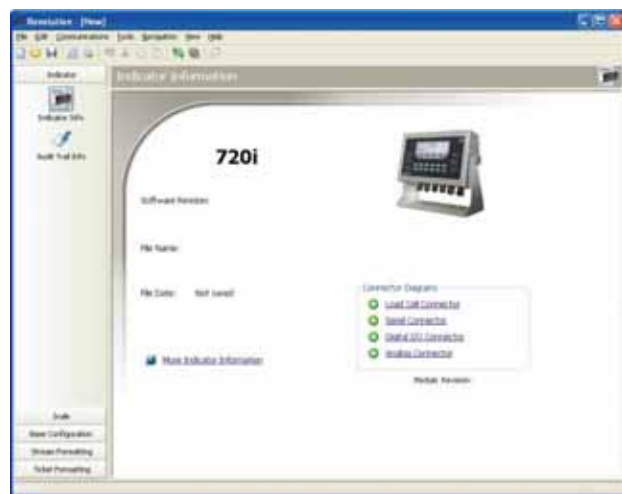 Revolution - [New]
File Edit Communications Tools Navigation View Help
Indicator
Indicator Information
Indicator Info
Audit Trail Info
720i
Software Revision:
File Name:
File Date: Not saved
Connector Diagrams
Load Cell Connector
Serial Connector
Digital I/O Connector
Analog Connector
More Indicator Information
Module Revision:
Scale
Base Configuration
Stream Formatting
Ticket Formatting